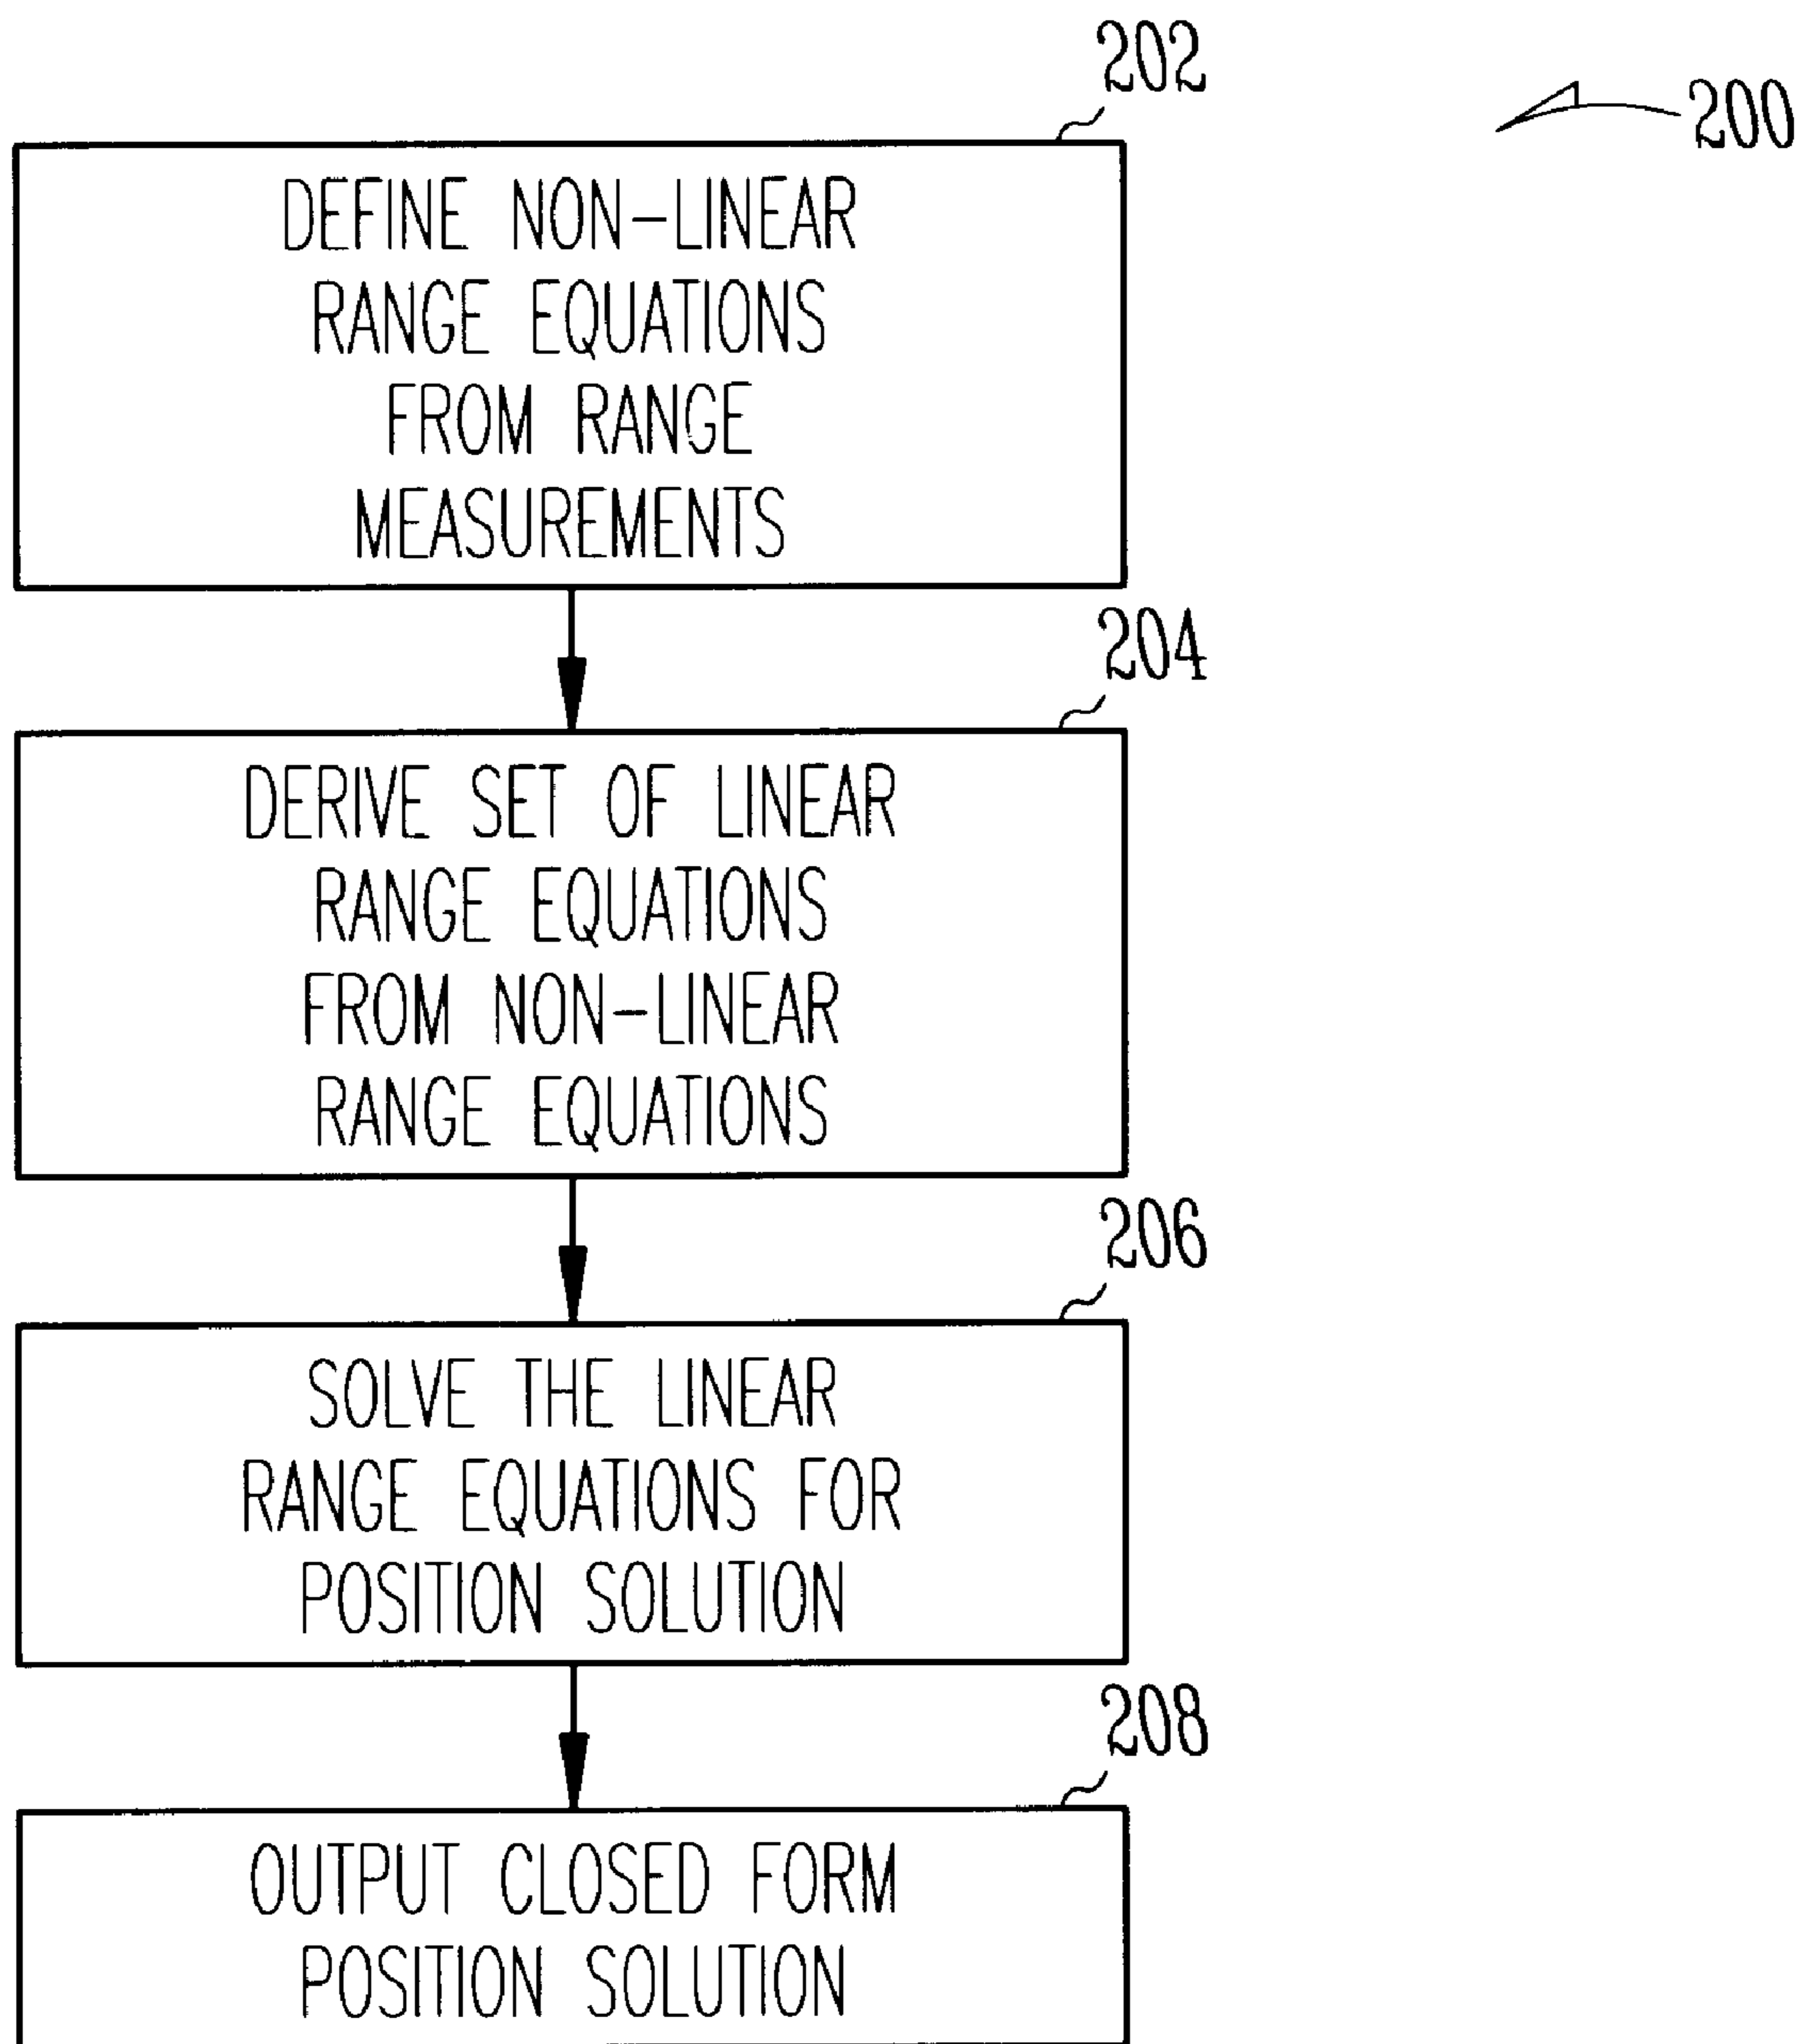 202
200
DEFINE NON-LINEAR
RANGE EQUATIONS
FROM RANGE
MEASUREMENTS
204
DERIVE SET OF LINEAR
RANGE EQUATIONS
FROM NON-LINEAR
RANGE EQUATIONS
206
SOLVE THE LINEAR
RANGE EQUATIONS FOR
POSITION SOLUTION
208
OUTPUT CLOSED FORM
POSITION SOLUTION